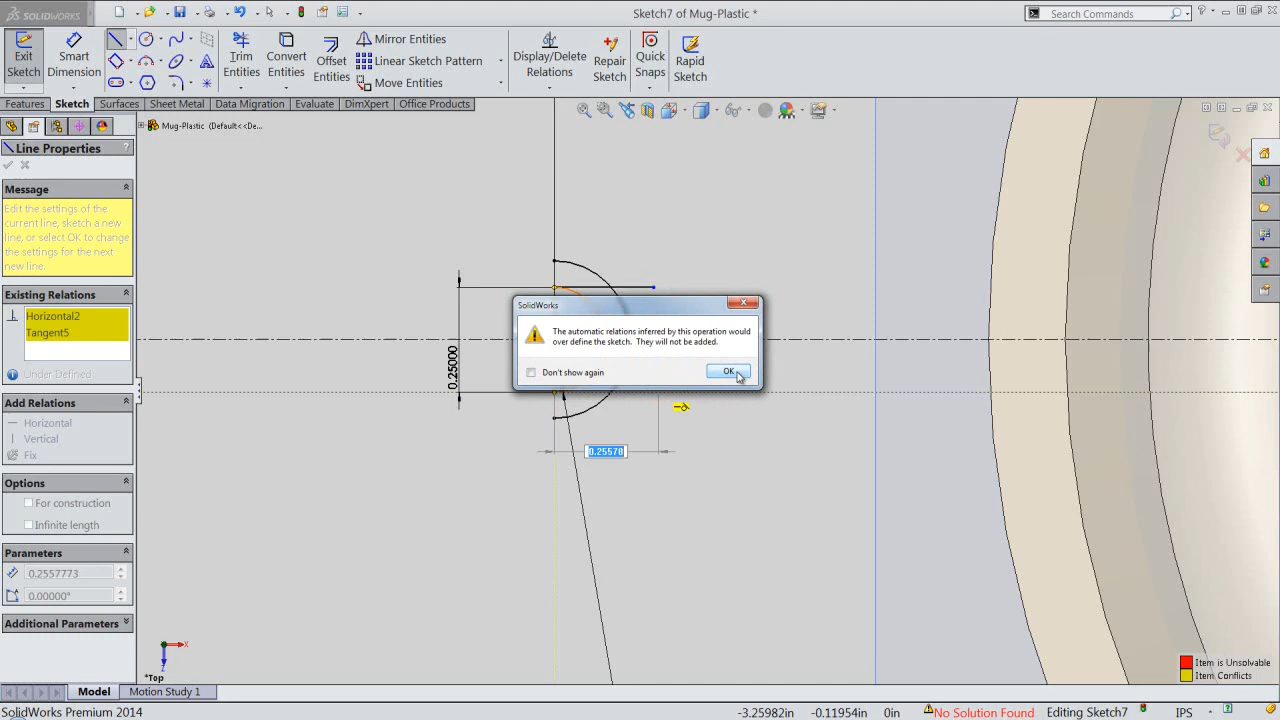 SOLIDWORKS
Sketch7 of Mug-Plastic *
Search Commands
Exit
Sketch
Smart
Dimension
Trim
Entities
Convert
Entities
Offset
Entities
Mirror Entities
Linear Sketch Pattern
Move Entities
Display/Delete
Relations
Repair
Sketch
Quick
Snaps
Rapid
Sketch
Features
Sketch
Surfaces
Sheet Metal
Data Migration
Evaluate
DimXpert
Office Products
Mug-Plastic (Default<<De...
Line Properties
?
Message
Edit the settings of the
current line, sketch a new
line, or select OK to change
the settings for the next
new line.
Existing Relations
Horizontal2
Tangent5
Under Defined
Add Relations
Horizontal
Vertical
Fix
Options
For construction
Infinite length
Parameters
0.2557773
0.00000°
Additional Parameters
0.25000
SolidWorks
The automatic relations inferred by this operation would
over define the sketch. They will not be added.
Don't show again
OK
0.25578
X
Z
*Top
Item is Unsolvable
Item Conflicts
Model
Motion Study 1
SolidWorks Premium 2014
-3.25982in
-0.11954in
0in
No Solution Found
Editing Sketch7
IPS